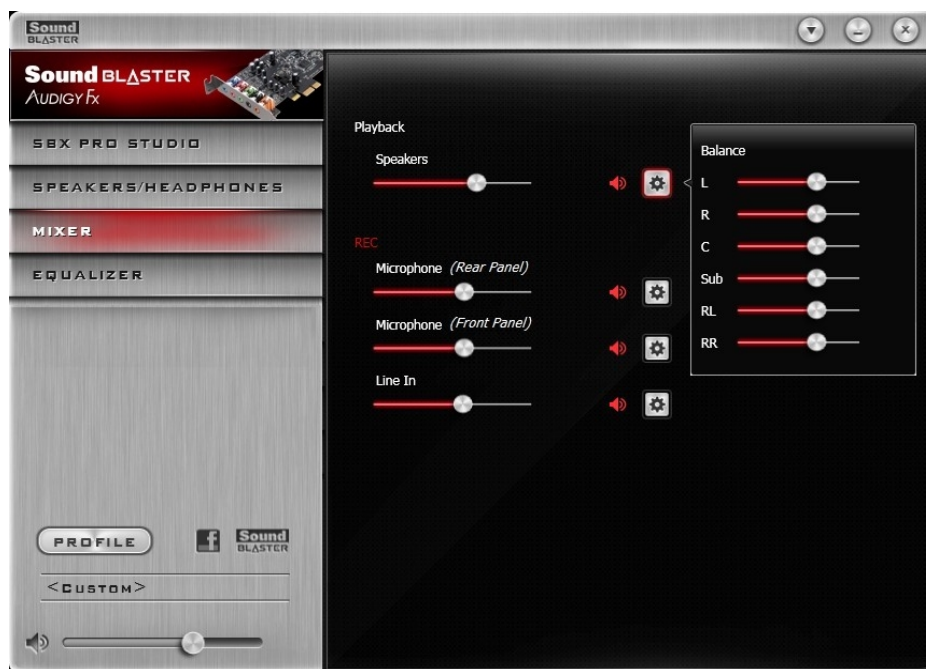 Sound
BLASTER
Sound BLASTER
AUDIGY Fx
SBX PRO STUDIO
SPEAKERS/HEADPHONES
MIXER
EQUALIZER
Playback
Speakers
REC
Microphone (Rear Panel)
Microphone (Front Panel)
Line In
Balance
L
R
C
Sub
RL
RR
PROFILE
f
Sound
BLASTER
<CUSTOM>